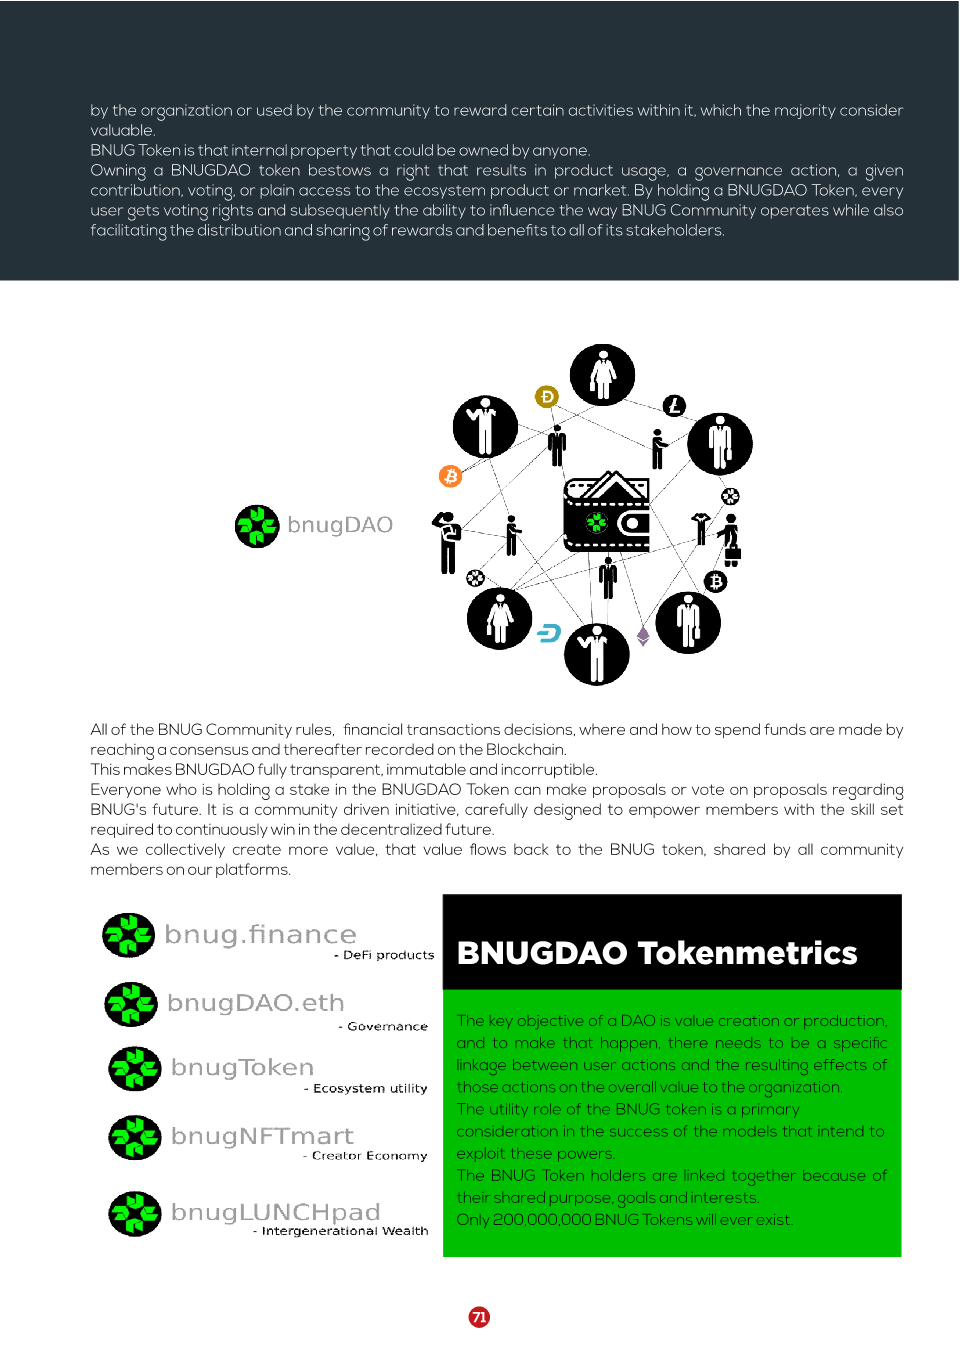 by the organization or used by the community to reward certain activities within it, which the majority consider
valuable.
BNUG Token is that internal property that could be owned by anyone.
Owning a BNUGDAO token bestows a right that results in product usage, a governance action, a given
contribution, voting, or plain access to the ecosystem product or market. By holding a BNUGDAO Token, every
user gets voting rights and subsequently the ability to influence the way BNUG Community operates while also
facilitating the distribution and sharing of rewards and benefits to all of its stakeholders.
bnugDAO
All of the BNUG Community rules, financial transactions decisions, where and how to spend funds are made by
reaching a consensus and thereafter recorded on the Blockchain.
This makes BNUGDAO fully transparent, immutable and incorruptible.
Everyone who is holding a stake in the BNUGDAO Token can make proposals or vote on proposals regarding
BNUG's future. It is a community driven initiative, carefully designed to empower members with the skill set
required to continuously win in the decentralized future.
As we collectively create more value, that value flows back to the BNUG token, shared by all community
members on our platforms.
bnug.finance
- DeFi products
bnugDAO.eth
- Governance
bnugToken
- Ecosystem utility
bnugNFTmart
- Creator Economy
bnugLUNCHpad
- Intergenerational Wealth
BNUGDAO Tokenmetrics
The key objective of a DAO is value creation or production,
and to make that happen, there needs to be a specific
linkage between user actions and the resulting effects of
those actions on the overall value to the organization.
The utility role of the BNUG token is a primary
consideration in the success of the models that intend to
exploit these powers.
The BNUG Token holders are linked together because of
their shared purpose, goals and interests.
Only 200,000,000 BNUG Tokens will ever exist.
71